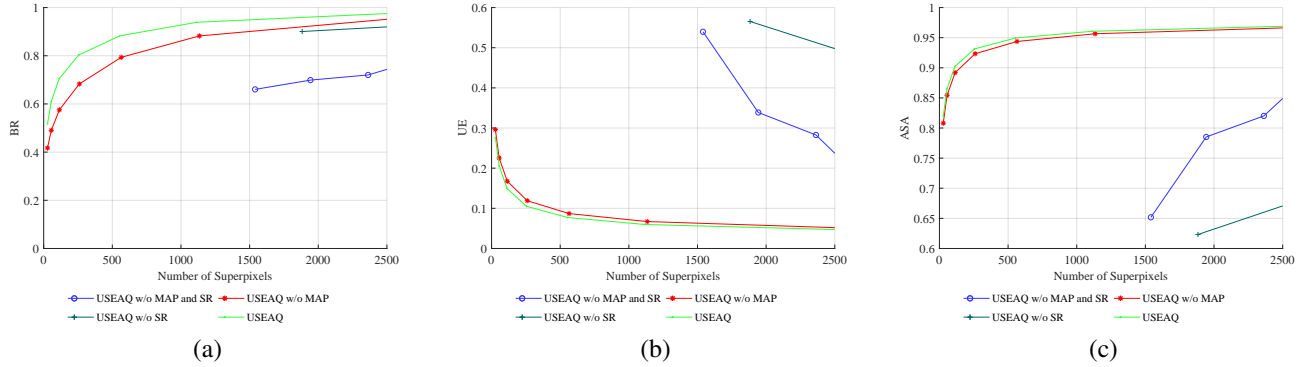 1
0.8
0.6
0.4
0.2
0
BR
0 500 1000 1500 2000 2500
Number of Superpixels
USEAQ w/o MAP and SR USEAQ w/o MAP
USEAQ w/o SR USEAQ
(a)
0.6
0.5
0.4
0.3
0.2
0.1
0
UE
0 500 1000 1500 2000 2500
Number of Superpixels
USEAQ w/o MAP and SR USEAQ w/o MAP
USEAQ w/o SR USEAQ
(b)
1
0.95
0.9
0.85
0.8
0.75
0.7
0.65
0.6
ASA
0 500 1000 1500 2000 2500
Number of Superpixels
USEAQ w/o MAP and SR USEAQ w/o MAP
USEAQ w/o SR USEAQ
(c)